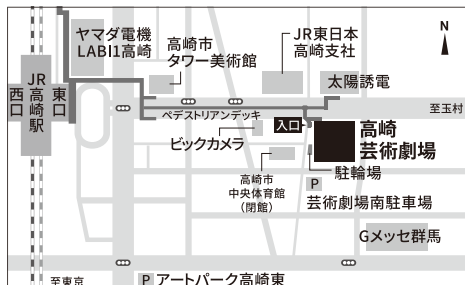 ヤマダ電機
LABI1高崎
高崎市
タワー美術館
JR東日本
高崎支社
N
太陽誘電
西口
JR高崎駅
東口
至玉村
ペデストリアンデッキ
入口
高崎
芸術劇場
ビックカメラ
駐輪場
高崎市
中央体育館
(閉館)
P
芸術劇場南駐車場
Gメッセ群馬
至東京
P アートパーク高崎東